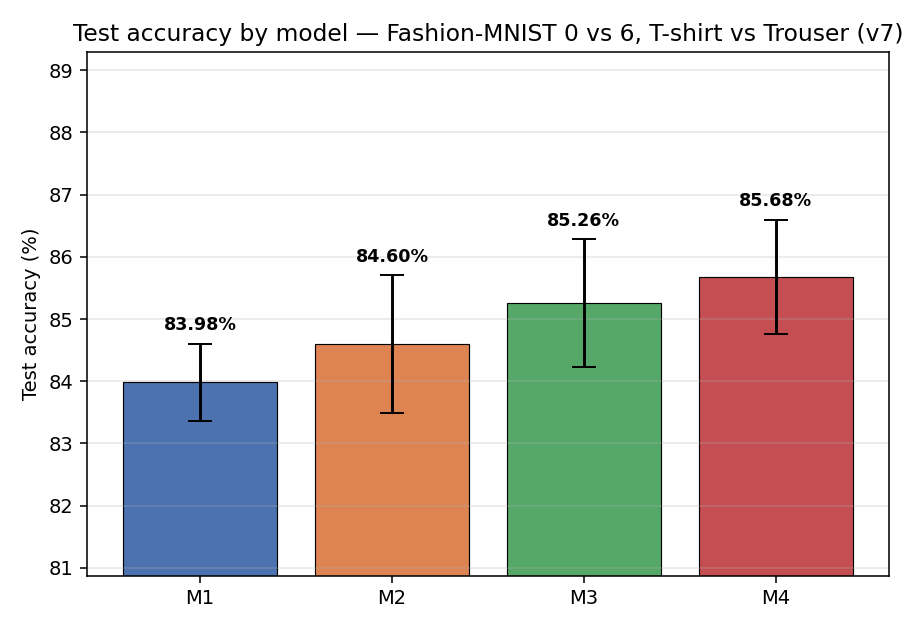 Test accuracy by model — Fashion-MNIST 0 vs 6, T-shirt vs Trouser (v7)
Test accuracy (%)
89
88
87
86
85
84
83
82
81
83.98%
84.60%
85.26%
85.68%
M1
M2
M3
M4